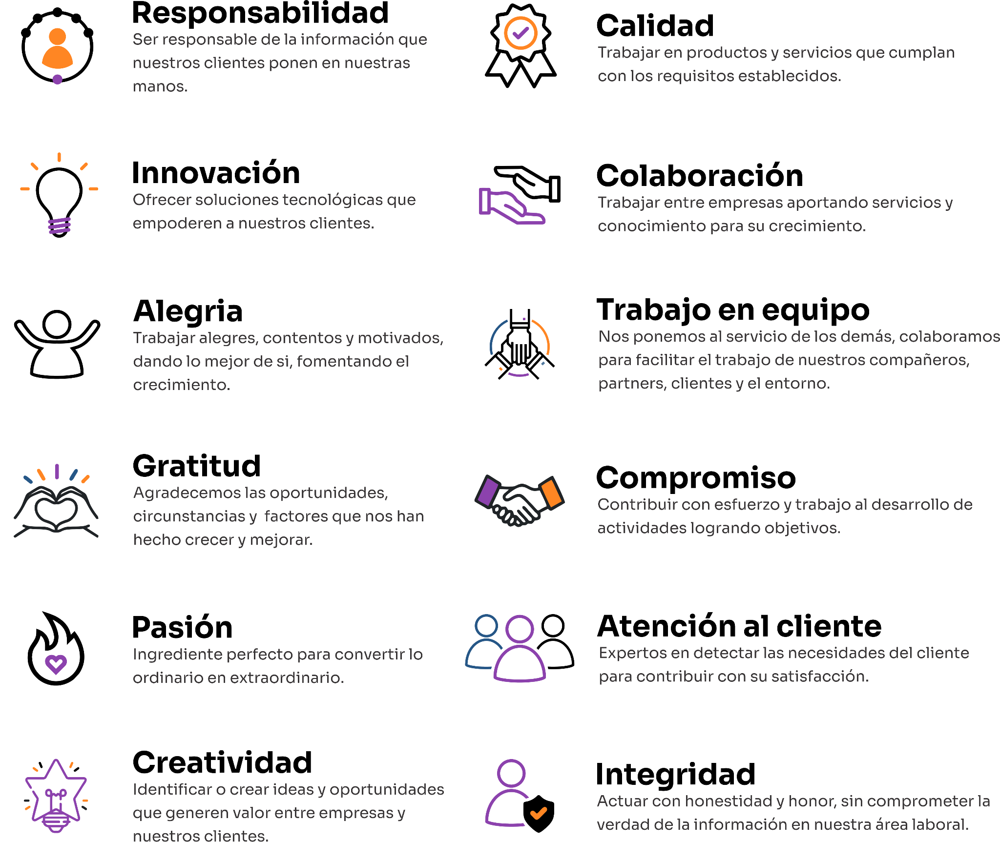 Responsabilidad
Ser responsable de la información que
nuestros clientes ponen en nuestras
manos.
Calidad
Trabajar en productos y servicios que cumplan
con los requisitos establecidos.
Innovación
Ofrecer soluciones tecnológicas que
empoderen a nuestros clientes.
Colaboración
Trabajar entre empresas aportando servicios y
conocimiento para su crecimiento.
Alegria
Trabajar alegres, contentos y motivados,
dando lo mejor de si, fomentando el
crecimiento.
Trabajo en equipo
Nos ponemos al servicio de los demás, colaboramos
para facilitar el trabajo de nuestros compañeros,
partners, clientes y el entorno.
Gratitud
Agradecemos las oportunidades,
circunstancias y  factores que nos han
hecho crecer y mejorar.
Compromiso
Contribuir con esfuerzo y trabajo al desarrollo de
actividades logrando objetivos.
Pasión
Ingrediente perfecto para convertir lo
ordinario en extraordinario.
Atención al cliente
Expertos en detectar las necesidades del cliente
para contribuir con su satisfacción.
Creatividad
Identificar o crear ideas y oportunidades
que generen valor entre empresas y
nuestros clientes.
Integridad
Actuar con honestidad y honor, sin comprometer la
verdad de la información en nuestra área laboral.